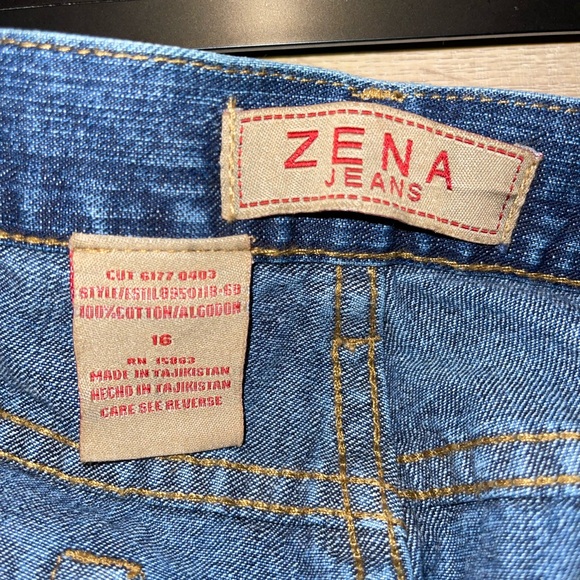 ZENA
JEANS
CUT 6177.0403
100%COTTON/ALGODON
16
RN 15863
MADE IN TAJIKISTAN
HECHO IN TAJIKISTAN
CARE SEE REVERSE